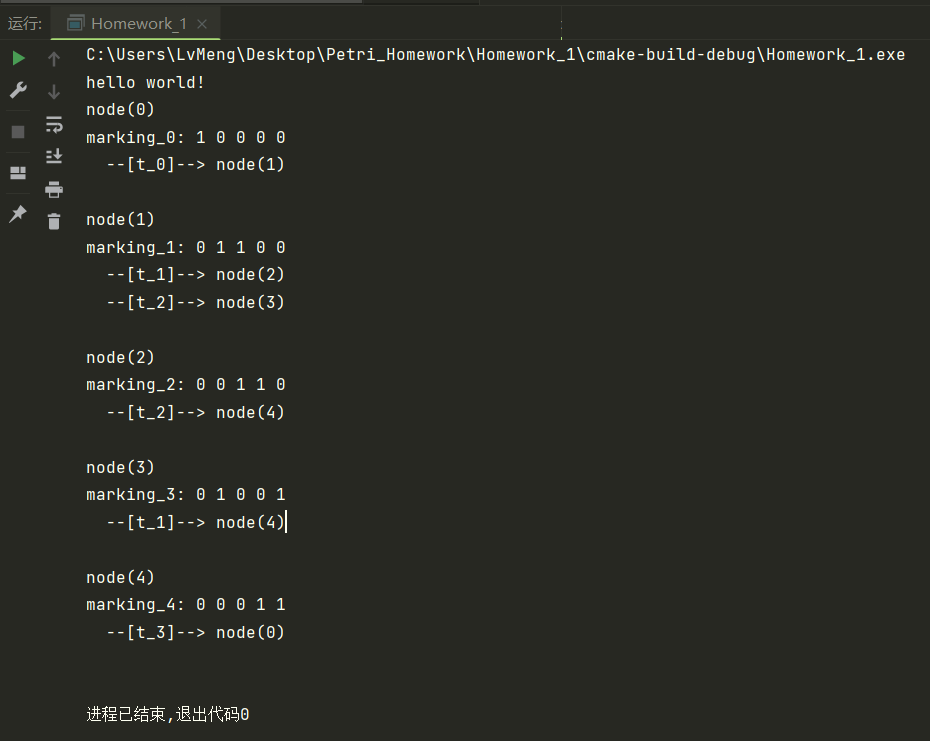 运行: Homework_1
C:\Users\LvMeng\Desktop\Petri_Homework\Homework_1\cmake-build-debug\Homework_1.exe
hello world!
node(0)
marking_0: 1 0 0 0 0
  --[t_0]--> node(1)
node(1)
marking_1: 0 1 1 0 0
  --[t_1]--> node(2)
  --[t_2]--> node(3)
node(2)
marking_2: 0 0 1 1 0
  --[t_2]--> node(4)
node(3)
marking_3: 0 1 0 0 1
  --[t_1]--> node(4)
node(4)
marking_4: 0 0 0 1 1
  --[t_3]--> node(0)
进程已结束,退出代码0